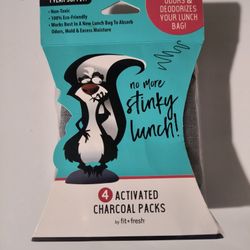 • Non-Toxic
• 100% Eco-Friendly
• Works Best In A New Lunch Bag To Absorb
Odors, Mold & Excess Moisture
ODORS &
DEODORIZES
YOUR LUNCH
BAG!
no more
stinky
lunch!
4 ACTIVATED
CHARCOAL PACKS
by fit+fresh